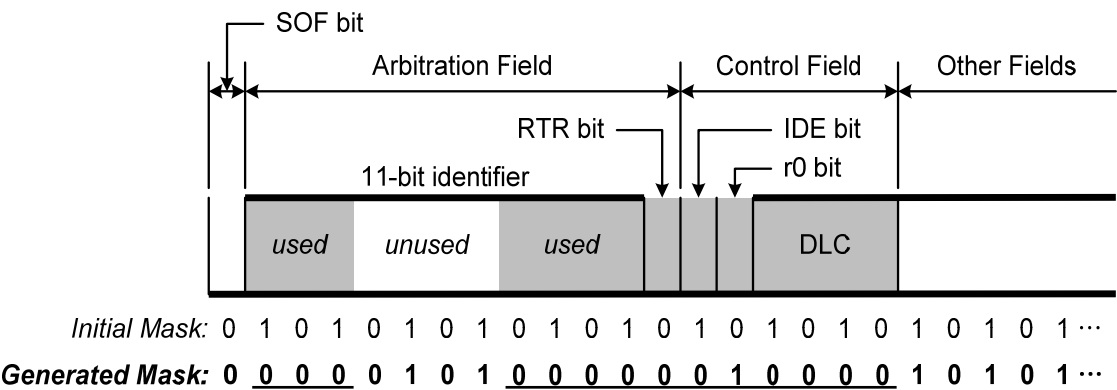 SOF bit
Arbitration Field
Control Field
Other Fields
RTR bit
IDE bit
r0 bit
11-bit identifier
used
unused
used
DLC
Initial Mask: 0 1 0 1 0 1 0 1 0 1 0 1 0 1 0 1 0 1 0 1 0 1 0 1 ···
Generated Mask: 0 0 0 0 0 1 0 1 0 0 0 0 0 0 1 0 0 0 0 1 0 1 0 1 ···